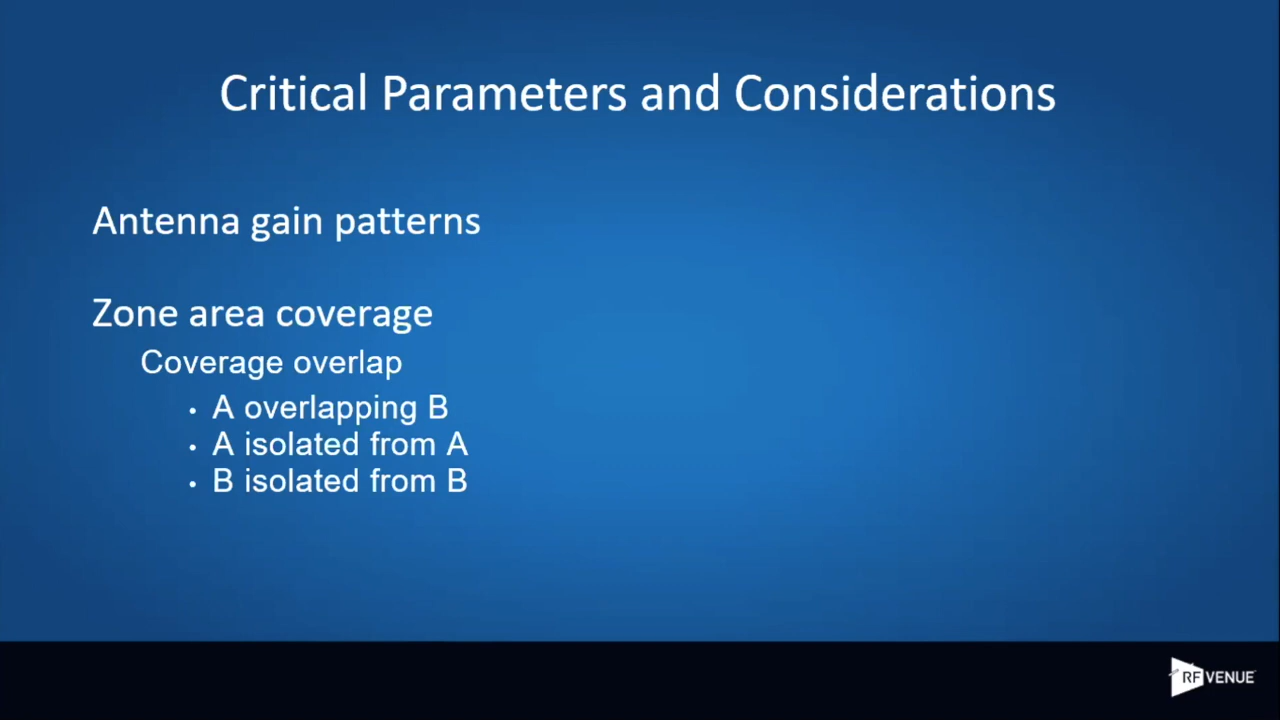 Critical Parameters and Considerations
Antenna gain patterns
Zone area coverage
Coverage overlap
• A overlapping B
• A isolated from A
• B isolated from B
RF VENUE